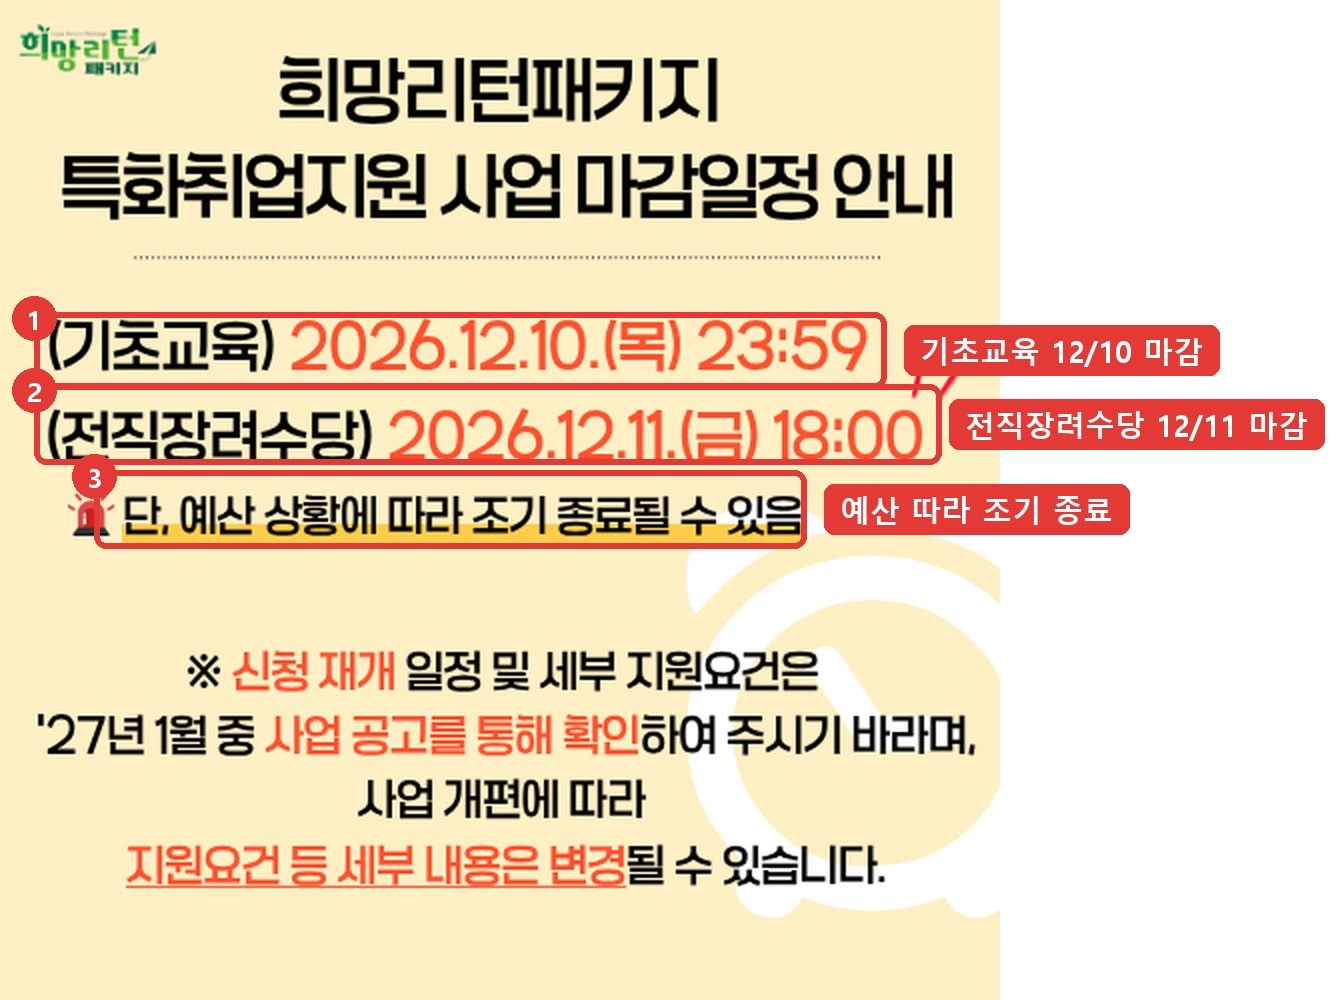 희망리턴
패키지
희망리턴패키지
특화취업지원 사업 마감일정 안내
1
(기초교육) 2026.12.10.(목) 23:59
기초교육 12/10 마감
2
(전직장려수당) 2026.12.11.(금) 18:00
전직장려수당 12/11 마감
3
단, 예산 상황에 따라 조기 종료될 수 있음
예산 따라 조기 종료
※ 신청 재개 일정 및 세부 지원요건은
'27년 1월 중 사업 공고를 통해 확인하여 주시기 바라며,
사업 개편에 따라
지원요건 등 세부 내용은 변경될 수 있습니다.